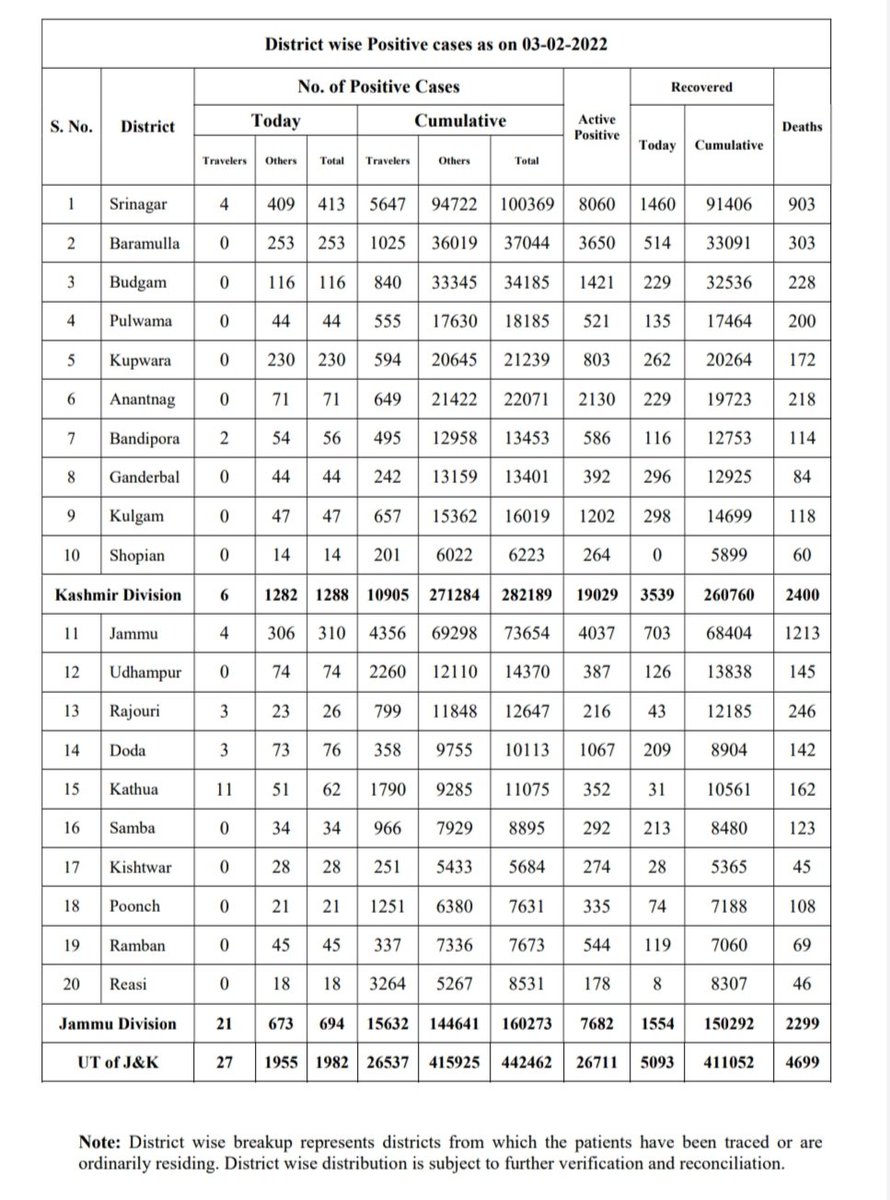 District wise Positive cases as on 03-02-2022
S. No. District No. of Positive Cases Active Positive Recovered Deaths
Today Cumulative Today Cumulative
Travelers Others Total Travelers Others Total
1 Srinagar 4 409 413 5647 94722 100369 8060 1460 91406 903
2 Baramulla 0 253 253 1025 36019 37044 3650 514 33091 303
3 Budgam 0 116 116 840 33345 34185 1421 229 32536 228
4 Pulwama 0 44 44 555 17630 18185 521 135 17464 200
5 Kupwara 0 230 230 594 20645 21239 803 262 20264 172
6 Anantnag 0 71 71 649 21422 22071 2130 229 19723 218
7 Bandipora 2 54 56 495 12958 13453 586 116 12753 114
8 Ganderbal 0 44 44 242 13159 13401 392 296 12925 84
9 Kulgam 0 47 47 657 15362 16019 1202 298 14699 118
10 Shopian 0 14 14 201 6022 6223 264 0 5899 60
Kashmir Division 6 1282 1288 10905 271284 282189 19029 3539 260760 2400
11 Jammu 4 306 310 4356 69298 73654 4037 703 68404 1213
12 Udhampur 0 74 74 2260 12110 14370 387 126 13838 145
13 Rajouri 3 23 26 799 11848 12647 216 43 12185 246
14 Doda 3 73 76 358 9755 10113 1067 209 8904 142
15 Kathua 11 51 62 1790 9285 11075 352 31 10561 162
16 Samba 0 34 34 966 7929 8895 292 213 8480 123
17 Kishtwar 0 28 28 251 5433 5684 274 28 5365 45
18 Poonch 0 21 21 1251 6380 7631 335 74 7188 108
19 Ramban 0 45 45 337 7336 7673 544 119 7060 69
20 Reasi 0 18 18 3264 5267 8531 178 8 8307 46
Jammu Division 21 673 694 15632 144641 160273 7682 1554 150292 2299
UT of J&K 27 1955 1982 26537 415925 442462 26711 5093 411052 4699
Note: District wise breakup represents districts from which the patients have been traced or are
ordinarily residing. District wise distribution is subject to further verification and reconciliation.